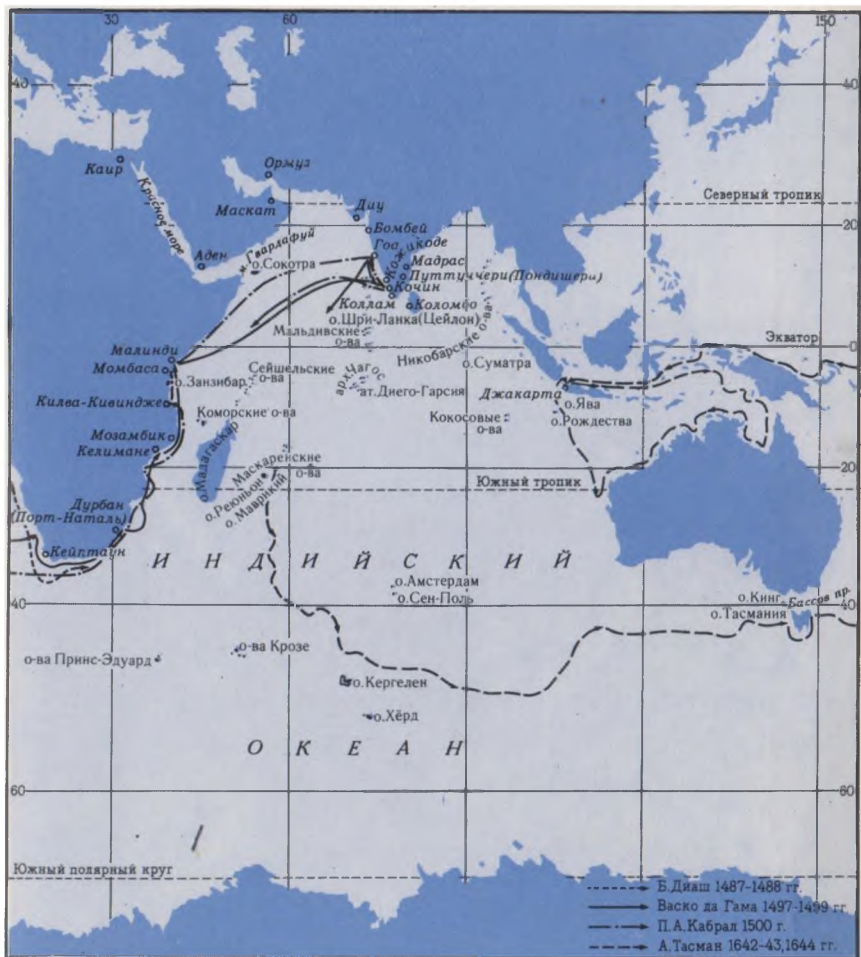 30
60
150
40
40
Каир
Ормуз
Красное море
Маскат
Северный тропик
Диу
Бомбей
Гоа
Кожикоде
Аден
м. Гвардафуй
о.Сокотра
Мадрас
Путтуччери(Пондишери)
Кочин
Коллам
Коломбо
о.Шри-Ланка(Цейлон)
Мальдивские
о-ва
Никобарские о-ва
Экватор
0
0
Малинди
Момбаса
о.Занзибар
Сейшельские
о-ва
арх.Чагос
ат.Диего-Гарсия
о.Суматра
Джакарта
о.Ява
Килва-Кивиндже
Коморские о-ва
Кокосовые
о-ва
о.Рождества
Мозамбик
Келимане
о.Мадагаскар
Маскаренские
о-ва
20
20
о.Реюньон
о.Маврикий
Южный тропик
Дурбан
(Порт-Наталь)
Кейптаун
ИНДИЙСКИЙ
о.Амстердам
о.Сен-Поль
40
40
о.Кинг
Бассов пр.
о.Тасмания
о-ва Принс-Эдуард
о-ва Крозе
о.Кергелен
о.Хёрд
ОКЕАН
60
60
Южный полярный круг
Б.Диаш 1487-1488 гг.
Васко да Гама 1497-1499 гг.
П.А.Кабрал 1500 г.
А.Тасман 1642-43,1644 гг.